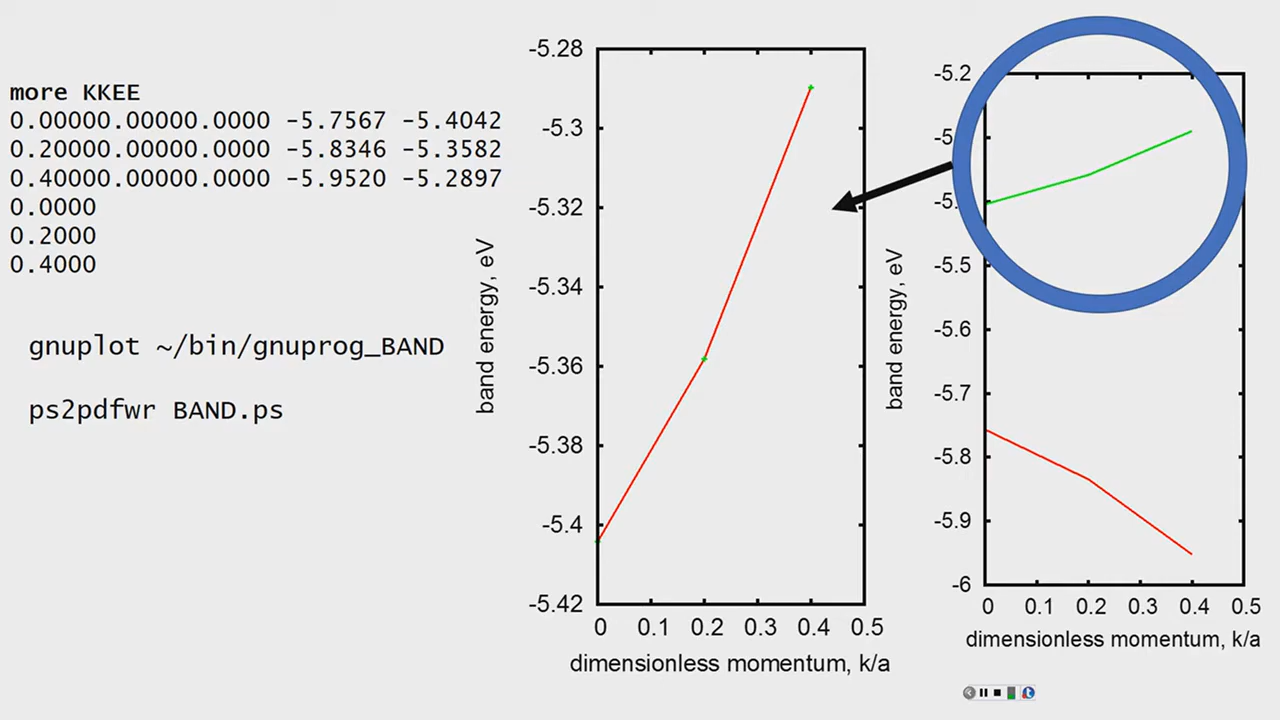 more KKEE
0.00000.00000.0000 -5.7567 -5.4042
0.20000.00000.0000 -5.8346 -5.3582
0.40000.00000.0000 -5.9520 -5.2897
0.0000
0.2000
0.4000
gnuplot ~/bin/gnuprog_BAND
ps2pdfwr BAND.ps
-5.28
-5.3
-5.32
-5.34
-5.36
-5.38
-5.4
-5.42
band energy, eV
0 0.1 0.2 0.3 0.4 0.5
dimensionless momentum, k/a
-5.2
-5.5
-5.6
-5.7
-5.8
-5.9
-6
band energy, eV
0 0.1 0.2 0.3 0.4 0.5
dimensionless momentum, k/a